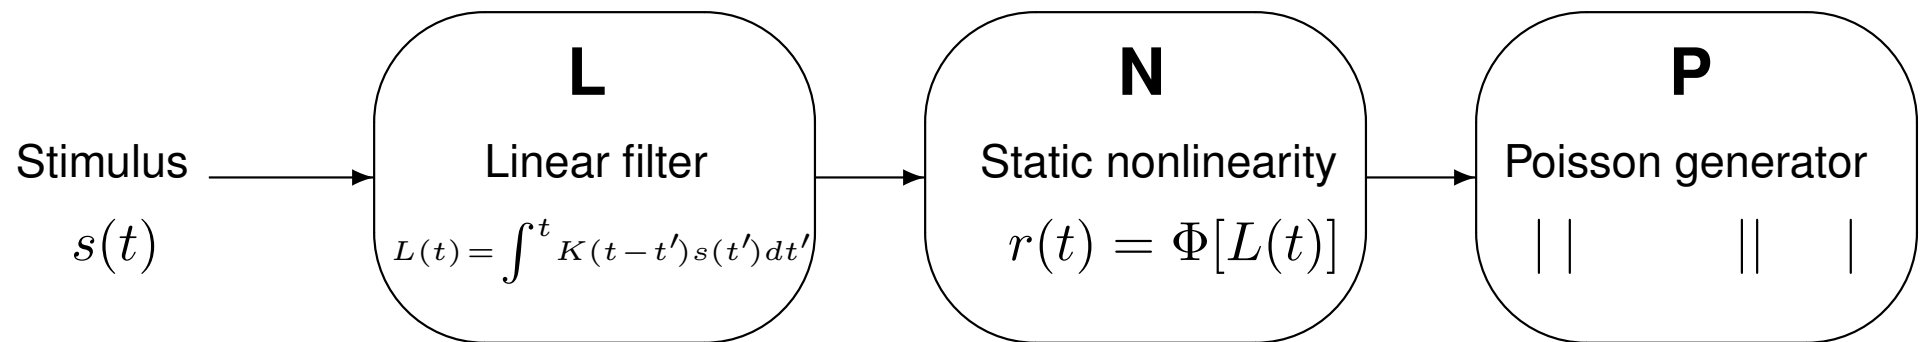 Stimulus
s(t)
L
Linear filter
L(t) = ∫^t K(t − t′)s(t′)dt′
N
Static nonlinearity
r(t) = Φ[L(t)]
P
Poisson generator